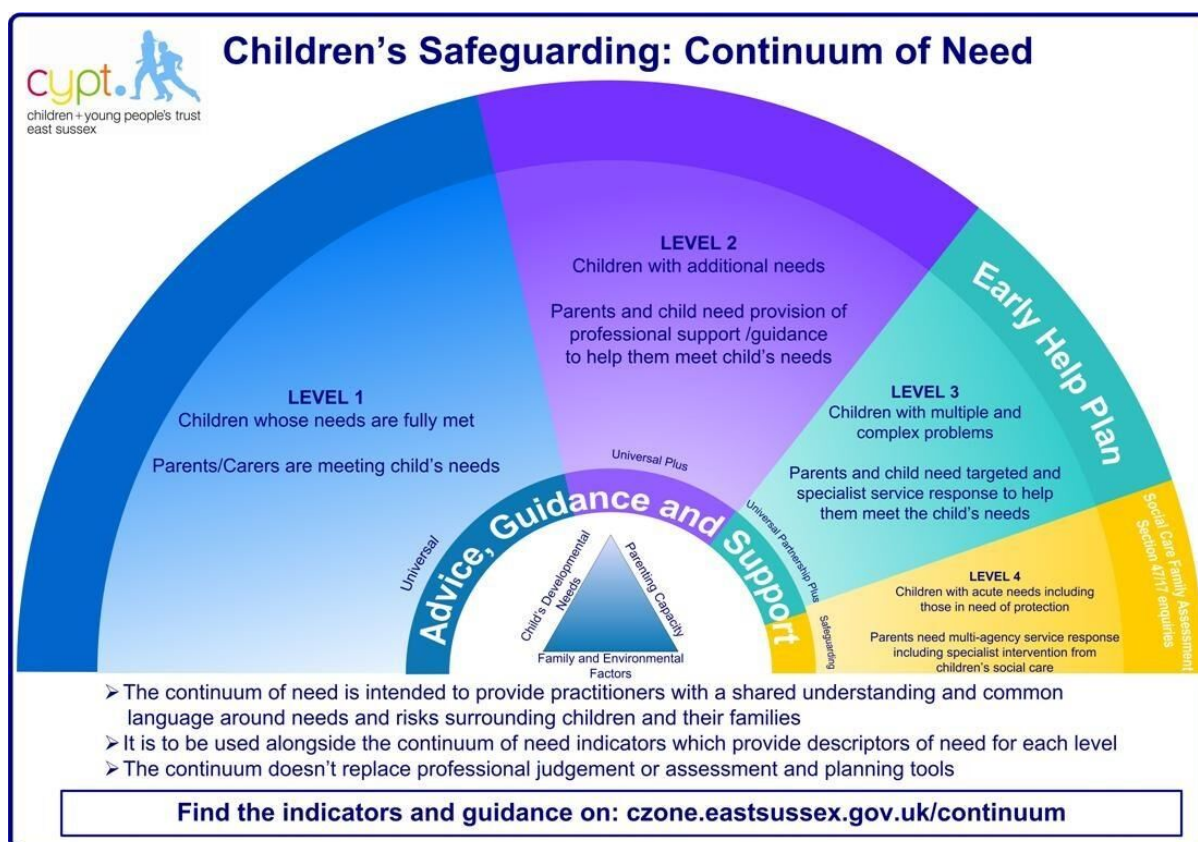 Children's Safeguarding: Continuum of Need
cypt.
children + young people's trust
east sussex
LEVEL 1
Children whose needs are fully met
Parents/Carers are meeting child's needs
LEVEL 2
Children with additional needs
Parents and child need provision of
professional support /guidance
to help them meet child's needs
LEVEL 3
Children with multiple and
complex problems
Parents and child need targeted and
specialist service response to help
them meet the child's needs
Early Help Plan
LEVEL 4
Children with acute needs including
those in need of protection
Parents need multi-agency service response
including specialist intervention from
children's social care
Social Care Family Assessment
Section 47/17 enquiries
Universal
Universal Plus
Universal Partnership Plus
Safeguarding
Advice, Guidance and Support
Child's Developmental
Needs
Parenting Capacity
Family and Environmental
Factors
➢ The continuum of need is intended to provide practitioners with a shared understanding and common
language around needs and risks surrounding children and their families
➢ It is to be used alongside the continuum of need indicators which provide descriptors of need for each level
➢ The continuum doesn't replace professional judgement or assessment and planning tools
Find the indicators and guidance on: czone.eastsussex.gov.uk/continuum